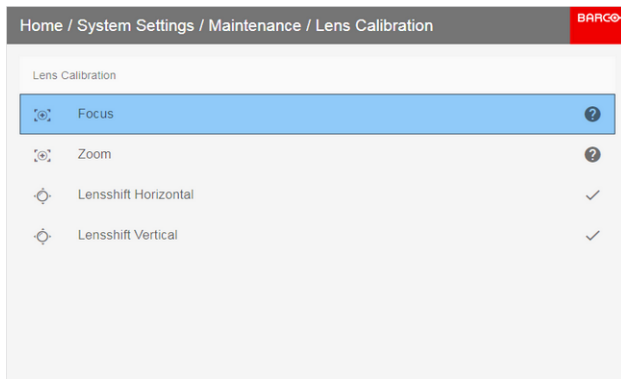 Home / System Settings / Maintenance / Lens Calibration
BARCO
Lens Calibration
Focus
?
Zoom
?
Lensshift Horizontal
Lensshift Vertical